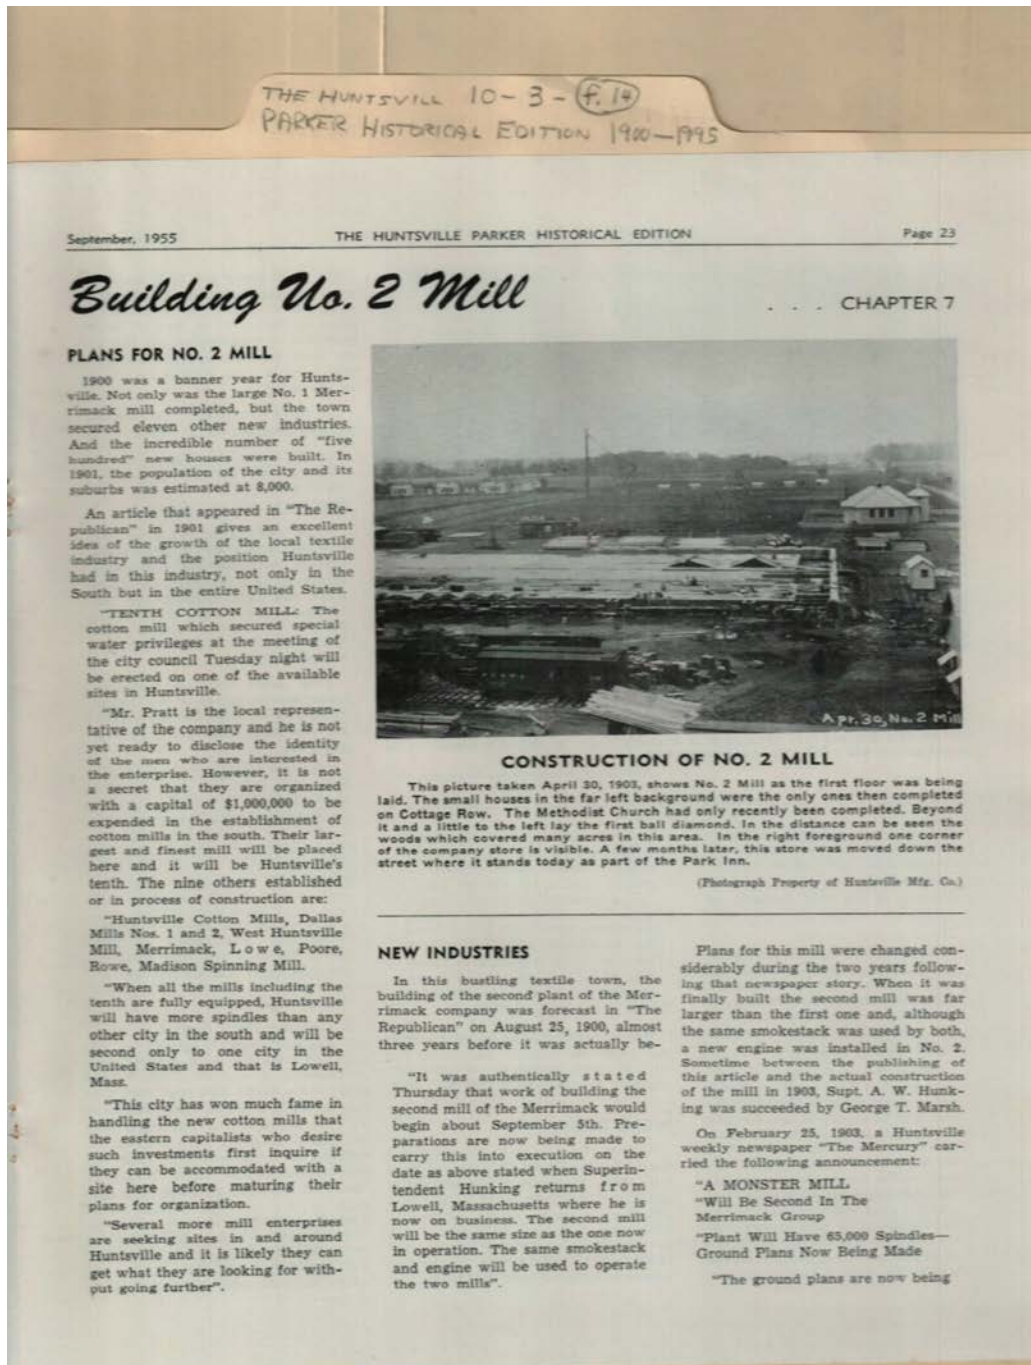 THE HUNTSVILL 10-3-f.14
PARKER HISTORICAL EDITION 1900-1995
September, 1955 THE HUNTSVILLE PARKER HISTORICAL EDITION Page 23
Building No. 2 Mill . . . CHAPTER 7
PLANS FOR NO. 2 MILL
1900 was a banner year for Hunts-
ville. Not only was the large No. 1 Mer-
rimack mill completed, but the town
secured eleven other new industries.
And the incredible number of "five
hundred" new houses were built. In
1901, the population of the city and its
suburbs was estimated at 8,000.
An article that appeared in "The Re-
publican" in 1901 gives an excellent
idea of the growth of the local textile
industry and the position Huntsville
had in this industry, not only in the
South but in the entire United States.
"TENTH COTTON MILL: The
cotton mill which secured special
water privileges at the meeting of
the city council Tuesday night will
be erected on one of the available
sites in Huntsville.
"Mr. Pratt is the local represen-
tative of the company and he is not
yet ready to disclose the identity
of the men who are interested in
the enterprise. However, it is not
a secret that they are organized
with a capital of $1,000,000 to be
expended in the establishment of
cotton mills in the south. Their lar-
gest and finest mill will be placed
here and it will be Huntsville's
tenth. The nine others established
or in process of construction are:
"Huntsville Cotton Mills, Dallas
Mills Nos. 1 and 2, West Huntsville
Mill, Merrimack, Lowe, Poore,
Rowe, Madison Spinning Mill.
"When all the mills including the
tenth are fully equipped, Huntsville
will have more spindles than any
other city in the south and will be
second only to one city in the
United States and that is Lowell,
Mass.
"This city has won much fame in
handling the new cotton mills that
the eastern capitalists who desire
such investments first inquire if
they can be accommodated with a
site here before maturing their
plans for organization.
"Several more mill enterprises
are seeking sites in and around
Huntsville and it is likely they can
get what they are looking for with-
out going further".
Apr. 30, No. 2 Mill
CONSTRUCTION OF NO. 2 MILL
This picture taken April 30, 1903, shows No. 2 Mill as the first floor was being
laid. The small houses in the far left background were the only ones then completed
on Cottage Row. The Methodist Church had only recently been completed. Beyond
it and a little to the left lay the first ball diamond. In the distance can be seen the
woods which covered many acres in this area. In the right foreground one corner
of the company store is visible. A few months later, this store was moved down the
street where it stands today as part of the Park Inn.
(Photograph Property of Huntsville Mfg. Co.)
NEW INDUSTRIES
In this bustling textile town, the
building of the second plant of the Mer-
rimack company was forecast in "The
Republican" on August 25, 1900, almost
three years before it was actually be-
"It was authentically stated
Thursday that work of building the
second mill of the Merrimack would
begin about September 5th. Pre-
parations are now being made to
carry this into execution on the
date as above stated when Superin-
tendent Hunking returns from
Lowell, Massachusetts where he is
now on business. The second mill
will be the same size as the one now
in operation. The same smokestack
and engine will be used to operate
the two mills".
Plans for this mill were changed con-
siderably during the two years follow-
ing that newspaper story. When it was
finally built the second mill was far
larger than the first one and, although
the same smokestack was used by both,
a new engine was installed in No. 2.
Sometime between the publishing of
this article and the actual construction
of the mill in 1903, Supt. A. W. Hunk-
ing was succeeded by George T. Marsh.
On February 25, 1903, a Huntsville
weekly newspaper "The Mercury" car-
ried the following announcement:
"A MONSTER MILL
"Will Be Second In The
Merrimack Group
"Plant Will Have 65,000 Spindles—
Ground Plans Now Being Made
"The ground plans are now being